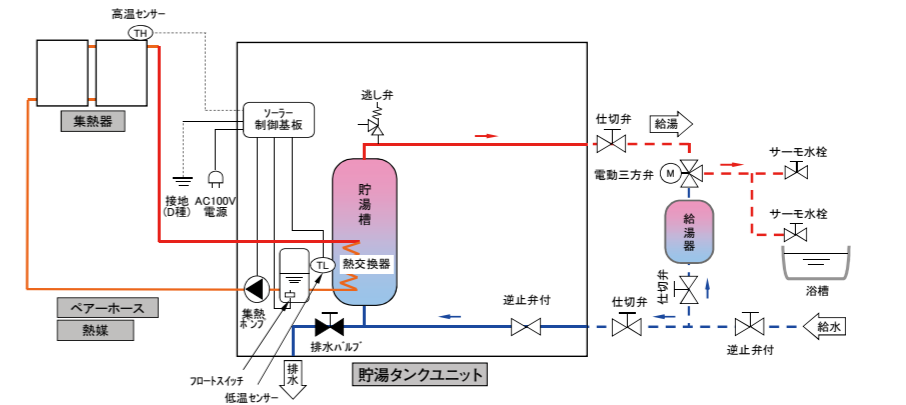 高温センサー
TH
集熱器
ソーラー
制御基板
逃し弁
仕切弁
給湯
サーモ水栓
電動三方弁
M
接地
(D種)
AC100V
電源
貯湯槽
給湯器
サーモ水栓
熱交換器
TL
浴槽
仕切弁
ペアーホース
熱媒
集熱
ポンプ
逆止弁付
仕切弁
給水
排水バルブ
逆止弁付
排水
貯湯タンクユニット
フロートスイッチ
低温センサー